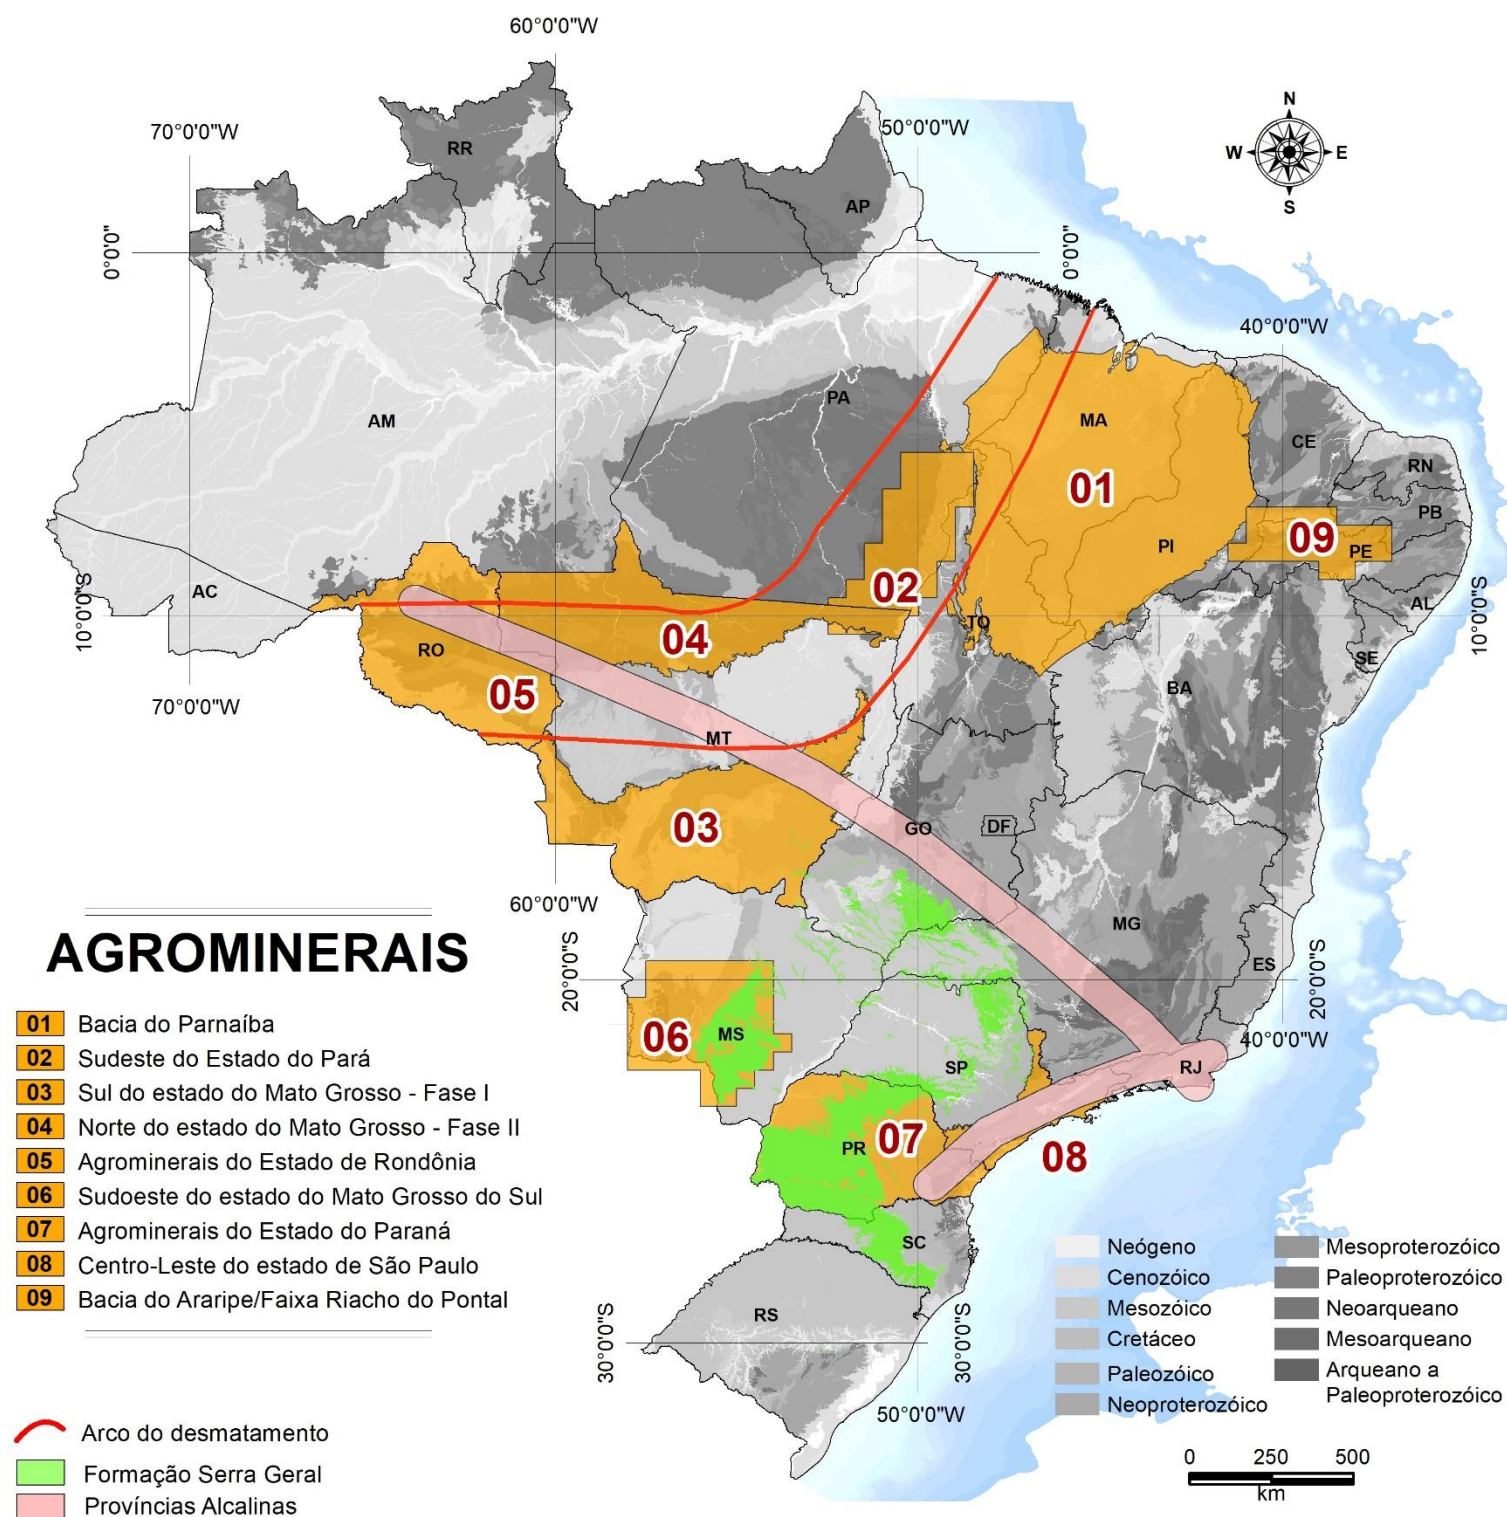 60°0'0"W
70°0'0"W
50°0'0"W
N
W
E
S
RR
AP
0°0'0"
0°0'0"
40°0'0"W
AM
PA
MA
CE
RN
01
PB
PI
09
PE
02
AC
AL
10°0'0"S
10°0'0"S
TO
04
RO
SE
05
BA
70°0'0"W
MT
03
GO
DF
60°0'0"W
MG
AGROMINERAIS
ES
20°0'0"S
20°0'0"S
01 Bacia do Parnaíba
02 Sudeste do Estado do Pará
03 Sul do estado do Mato Grosso - Fase I
04 Norte do estado do Mato Grosso - Fase II
05 Agrominerais do Estado de Rondônia
06 Sudoeste do estado do Mato Grosso do Sul
07 Agrominerais do Estado do Paraná
08 Centro-Leste do estado de São Paulo
09 Bacia do Araripe/Faixa Riacho do Pontal
06
MS
40°0'0"W
SP
RJ
PR
07
08
SC
RS
30°0'0"S
30°0'0"S
50°0'0"W
Arco do desmatamento
Formação Serra Geral
Províncias Alcalinas
Neógeno
Cenozóico
Mesozóico
Cretáceo
Paleozóico
Neoproterozóico
Mesoproterozóico
Paleoproterozóico
Neoarqueano
Mesoarqueano
Arqueano a
Paleoproterozóico
0 250 500
km